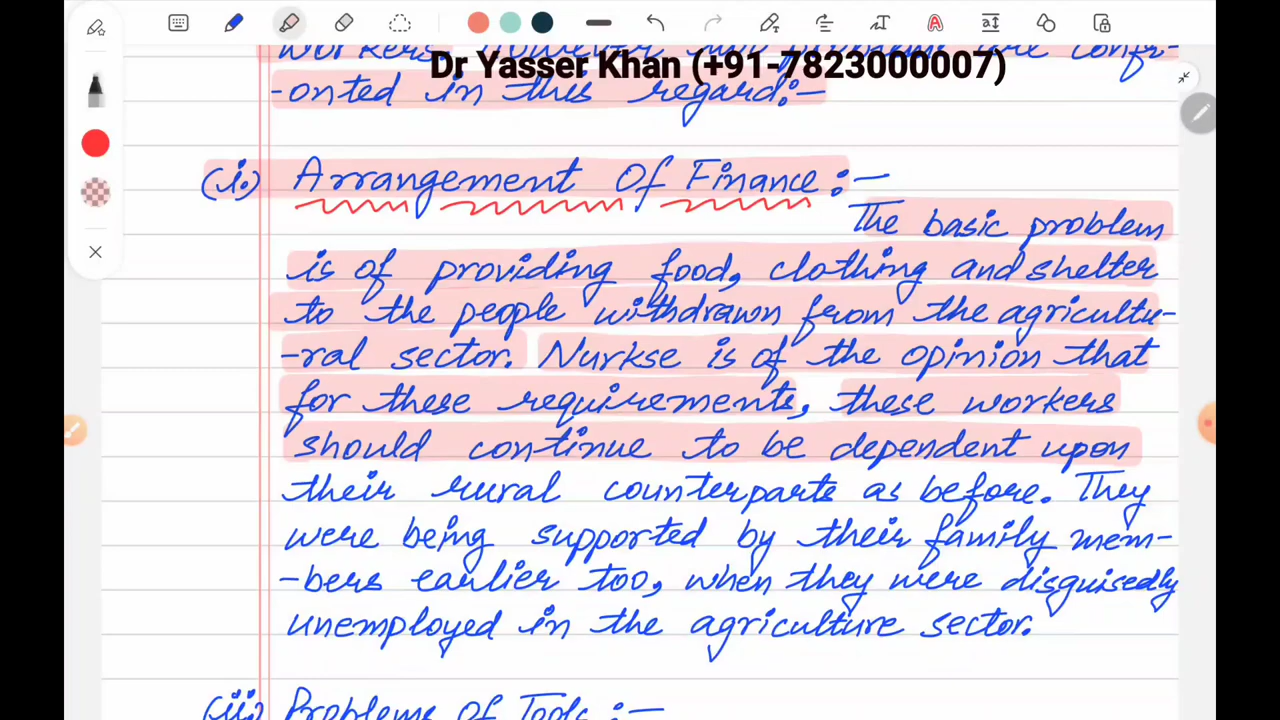 workers. However
Dr Yasser Khan (+91-7823000007)
-onted in this regard:-
(i.) Arrangement Of Finance :-
The basic problem
is of providing food, clothing and shelter
to the people withdrawn from the agricultu-
-ral sector. Nurkse is of the opinion that
for these requirements, these workers
should continue to be dependent upon
their rural counterparts as before. They
were being supported by their family mem-
-bers earlier too, when they were disguisedly
unemployed in the agriculture sector.
(ii.) Problems of Tools :-